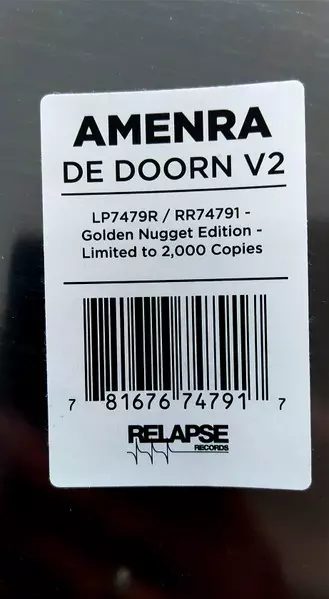 AMENRA
DE DOORN V2
LP7479R / RR74791 -
Golden Nugget Edition -
Limited to 2,000 Copies
7 81676 74791 7
RELAPSE
RECORDS